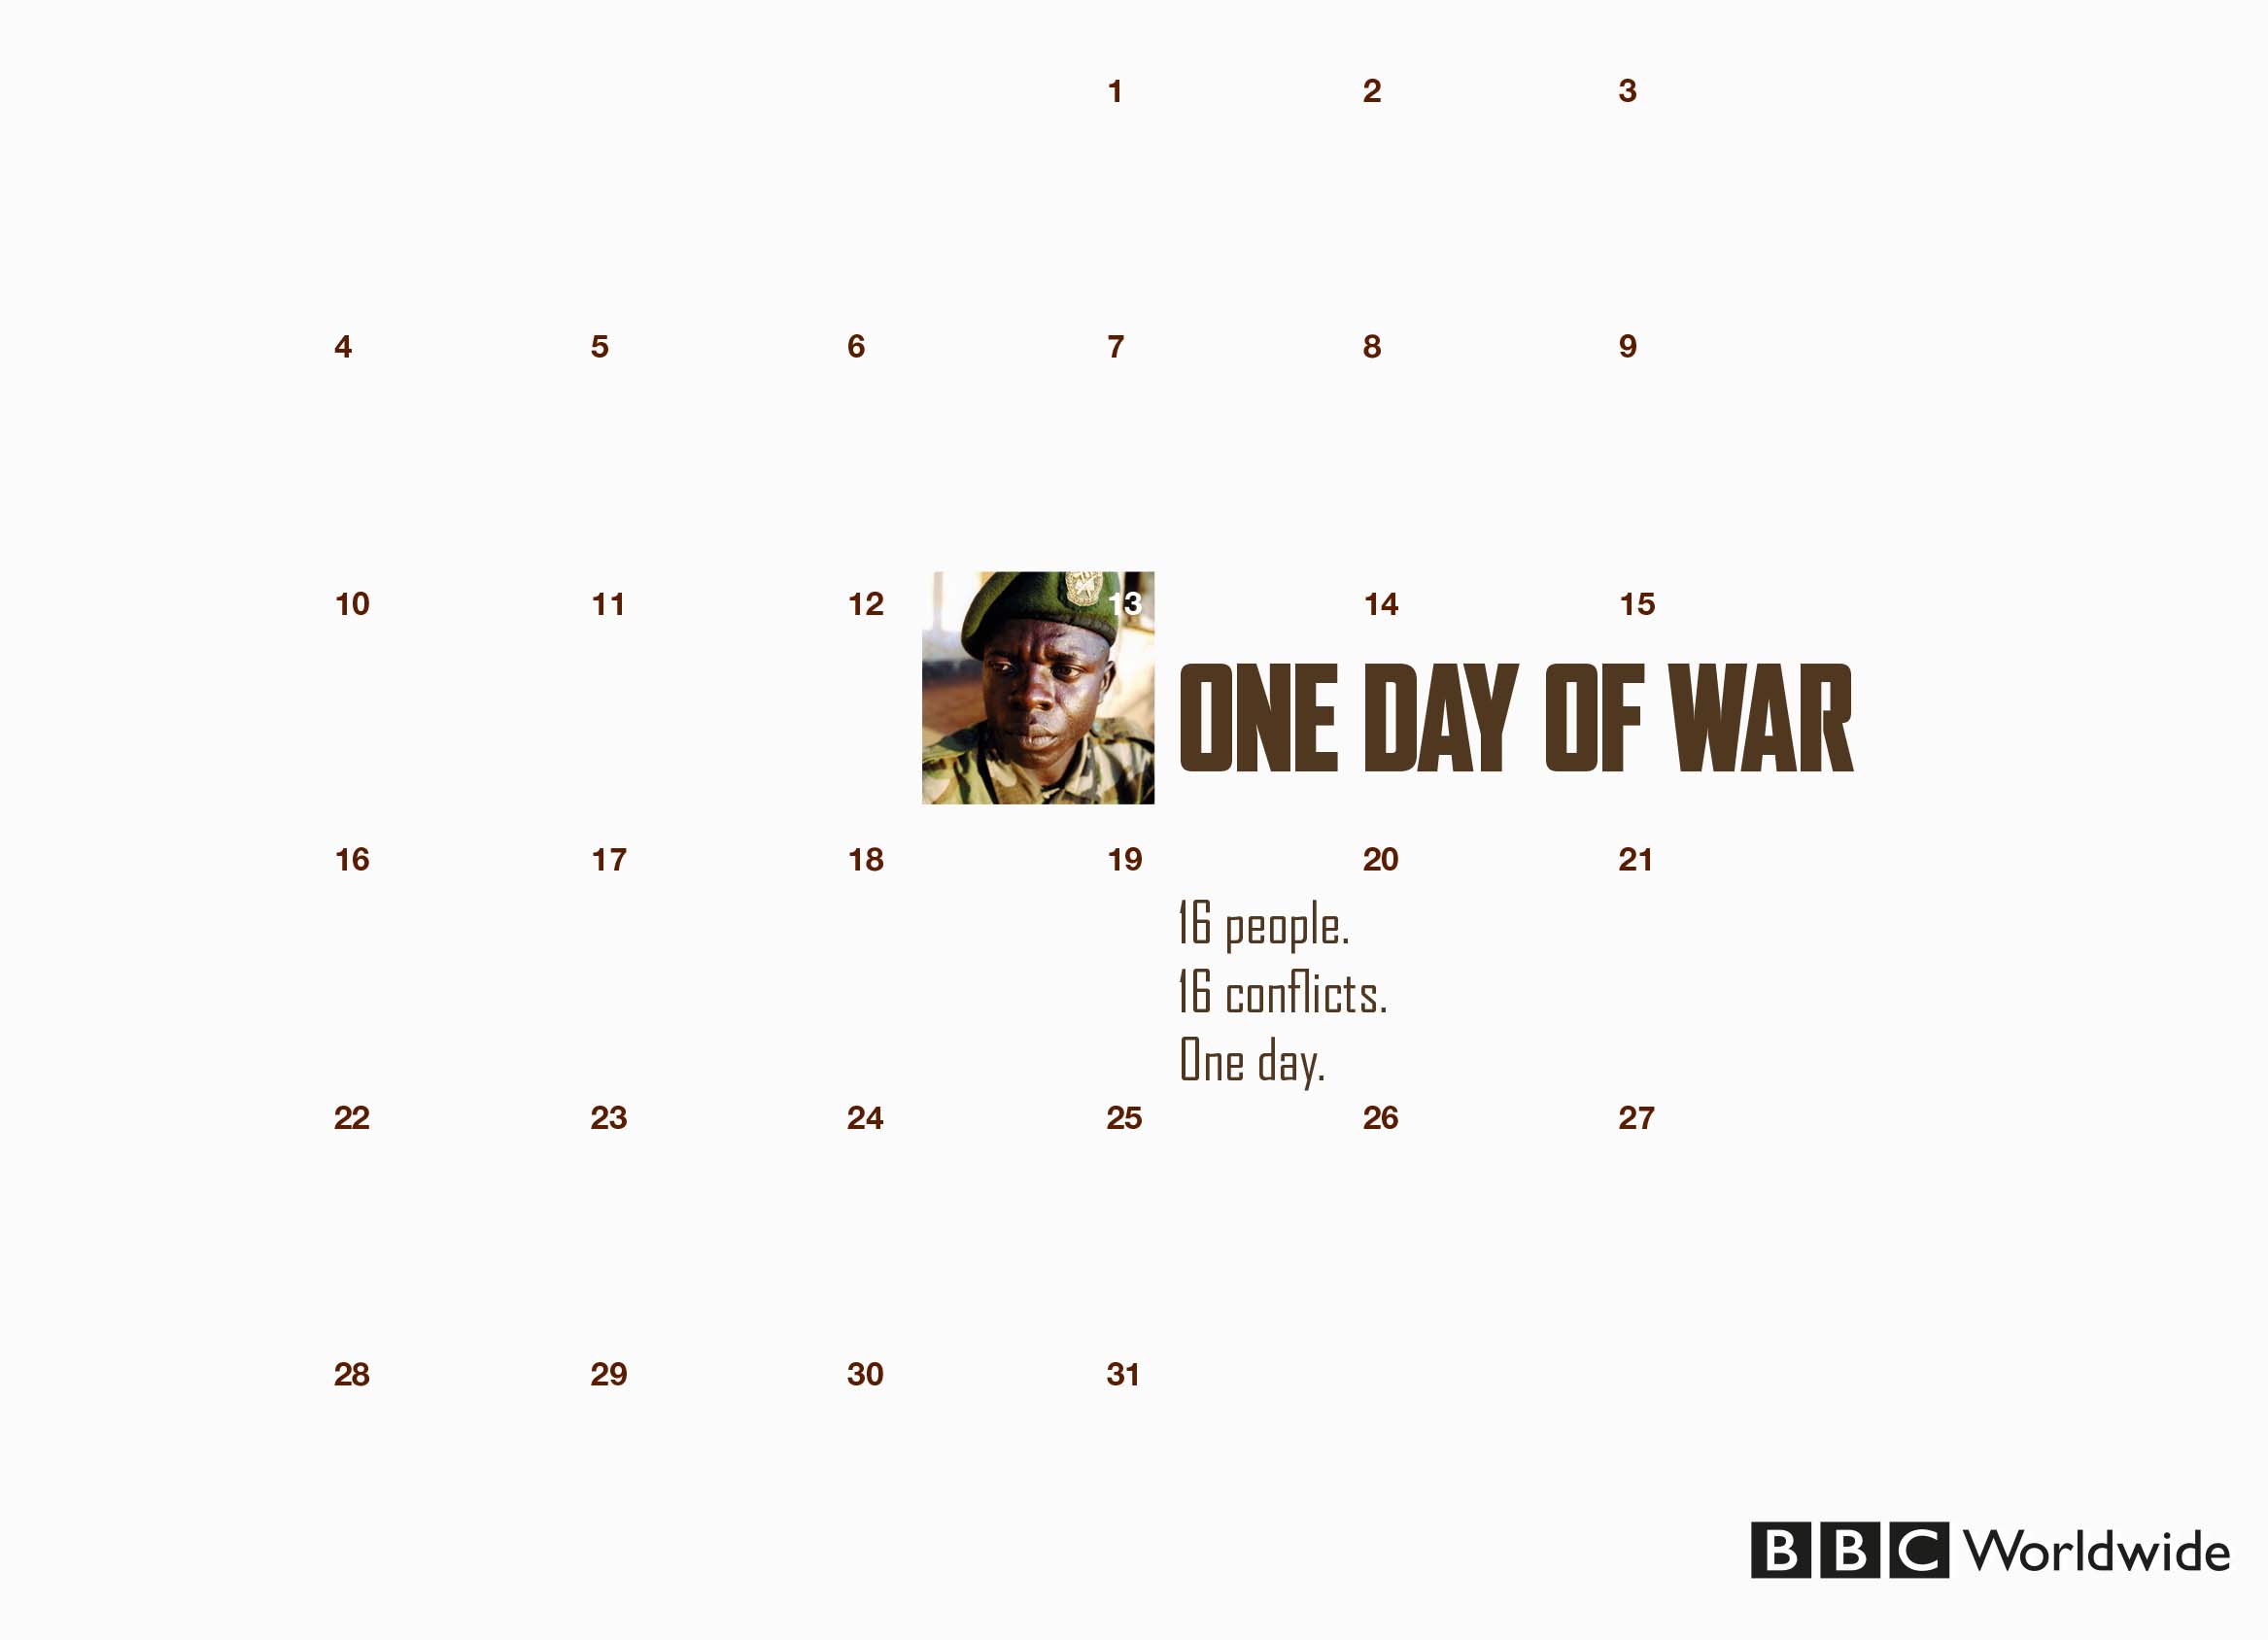 1 2 3
4 5 6 7 8 9
10 11 12 13 14 15
ONE DAY OF WAR
16 17 18 19 20 21
16 people.
16 conflicts.
One day.
22 23 24 25 26 27
28 29 30 31
BBC Worldwide